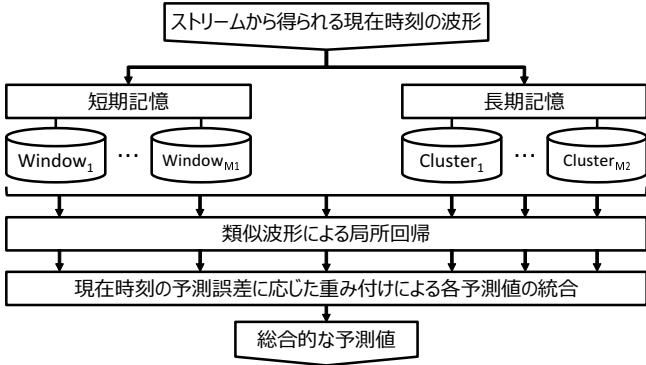 ストリームから得られる現在時刻の波形
短期記憶
長期記憶
Window1 … WindowM1
Cluster1 … ClusterM2
類似波形による局所回帰
現在時刻の予測誤差に応じた重み付けによる各予測値の統合
総合的な予測値